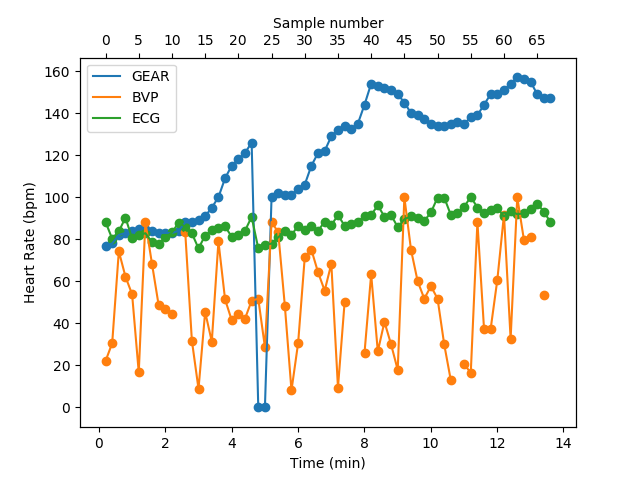 Sample number
0 5 10 15 20 25 30 35 40 45 50 55 60 65
GEAR
BVP
ECG
160
140
120
100
80
60
40
20
0
Heart Rate (bpm)
0 2 4 6 8 10 12 14
Time (min)